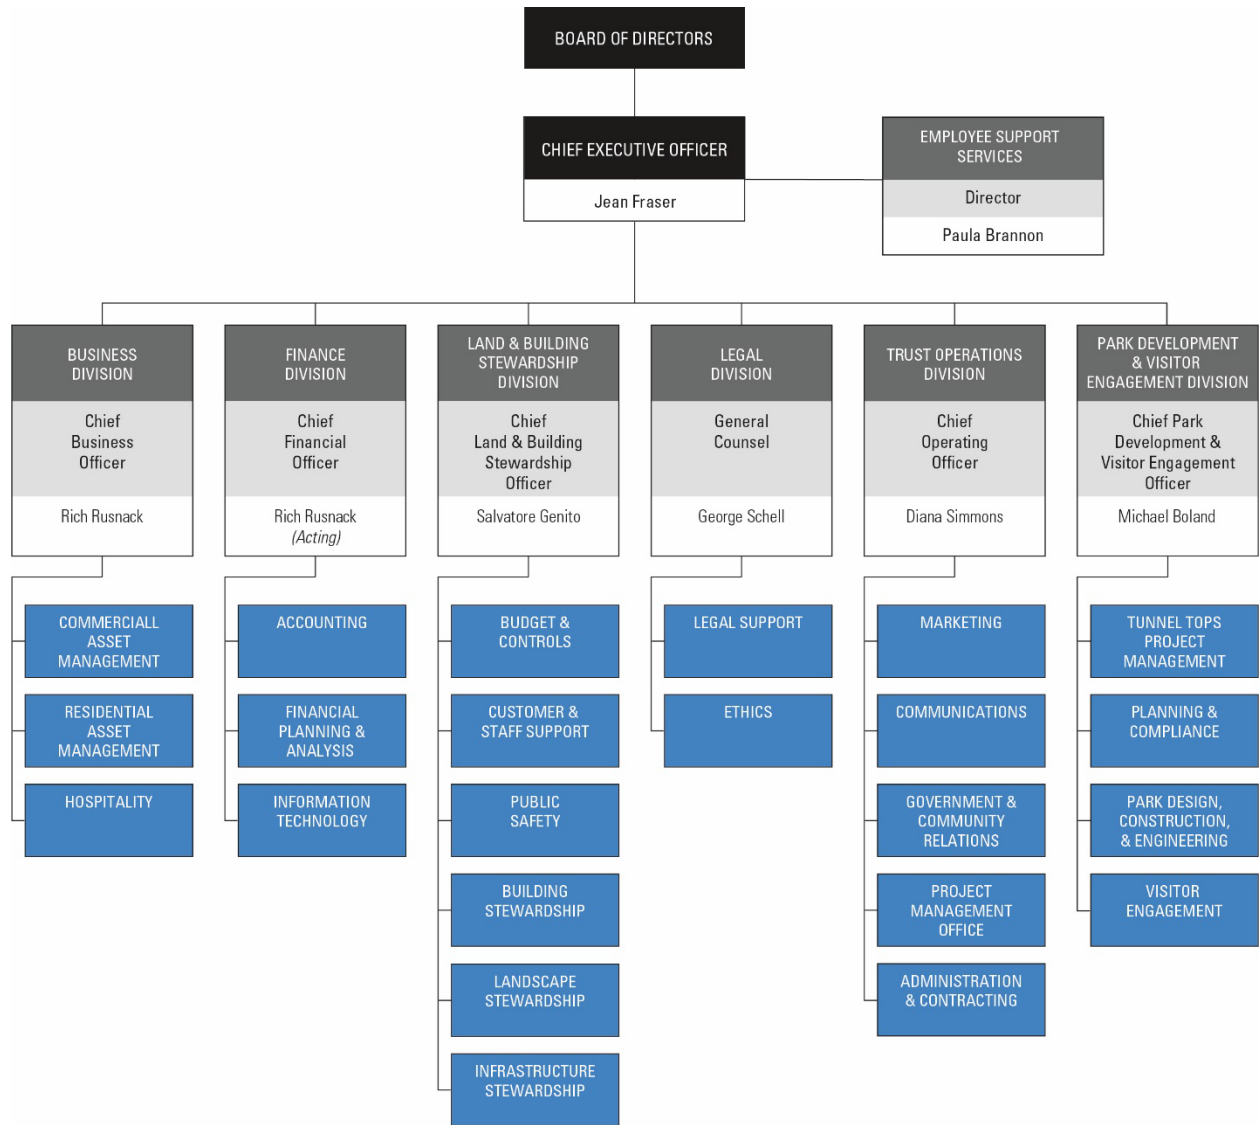 BOARD OF DIRECTORS
CHIEF EXECUTIVE OFFICER
Jean Fraser
EMPLOYEE SUPPORT
SERVICES
Director
Paula Brannon
BUSINESS
DIVISION
Chief
Business
Officer
Rich Rusnack
COMMERCIALL
ASSET
MANAGEMENT
RESIDENTIAL
ASSET
MANAGEMENT
HOSPITALITY
FINANCE
DIVISION
Chief
Financial
Officer
Rich Rusnack
(Acting)
ACCOUNTING
FINANCIAL
PLANNING &
ANALYSIS
INFORMATION
TECHNOLOGY
LAND & BUILDING
STEWARDSHIP
DIVISION
Chief
Land & Building
Stewardship
Officer
Salvatore Genito
BUDGET &
CONTROLS
CUSTOMER &
STAFF SUPPORT
PUBLIC
SAFETY
BUILDING
STEWARDSHIP
LANDSCAPE
STEWARDSHIP
INFRASTRUCTURE
STEWARDSHIP
LEGAL
DIVISION
General
Counsel
George Schell
LEGAL SUPPORT
ETHICS
TRUST OPERATIONS
DIVISION
Chief
Operating
Officer
Diana Simmons
MARKETING
COMMUNICATIONS
GOVERNMENT &
COMMUNITY
RELATIONS
PROJECT
MANAGEMENT
OFFICE
ADMINISTRATION
& CONTRACTING
PARK DEVELOPMENT
& VISITOR
ENGAGEMENT DIVISION
Chief Park
Development &
Visitor Engagement
Officer
Michael Boland
TUNNEL TOPS
PROJECT
MANAGEMENT
PLANNING &
COMPLIANCE
PARK DESIGN,
CONSTRUCTION,
& ENGINEERING
VISITOR
ENGAGEMENT